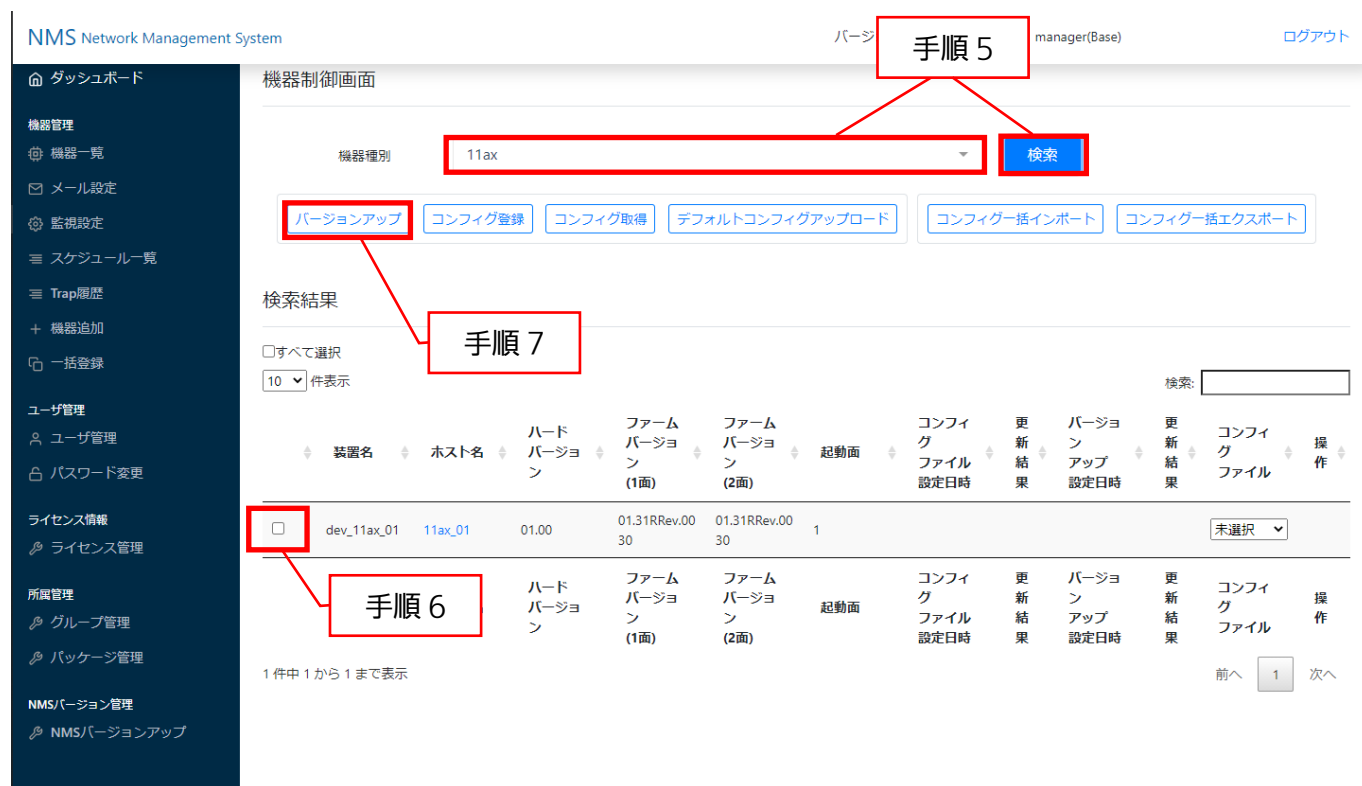 NMS Network Management System
バージ
manager(Base)
ログアウト
手順 5
ダッシュボード
機器管理
機器一覧
メール設定
監視設定
スケジュール一覧
Trap履歴
機器追加
一括登録
ユーザ管理
ユーザ管理
パスワード変更
ライセンス情報
ライセンス管理
所属管理
グループ管理
パッケージ管理
NMSバージョン管理
NMSバージョンアップ
機器制御画面
機器種別
11ax
検索
バージョンアップ
コンフィグ登録
コンフィグ取得
デフォルトコンフィグアップロード
コンフィグ一括インポート
コンフィグ一括エクスポート
検索結果
手順 7
すべて選択
10 件表示
検索:
装置名
ホスト名
ハード
バージョ
ン
ファーム
バージョ
ン
(1面)
ファーム
バージョ
ン
(2面)
起動面
コンフィ
グ
ファイル
設定日時
更
新
結
果
バージョ
ン
アップ
設定日時
更
新
結
果
コンフィ
グ
ファイル
操
作
dev_11ax_01
11ax_01
01.00
01.31RRev.00
30
01.31RRev.00
30
1
未選択
手順 6
ハード
バージョ
ン
ファーム
バージョ
ン
(1面)
ファーム
バージョ
ン
(2面)
起動面
コンフィ
グ
ファイル
設定日時
更
新
結
果
バージョ
ン
アップ
設定日時
更
新
結
果
コンフィ
グ
ファイル
操
作
1 件中 1 から 1 まで表示
前へ
1
次へ